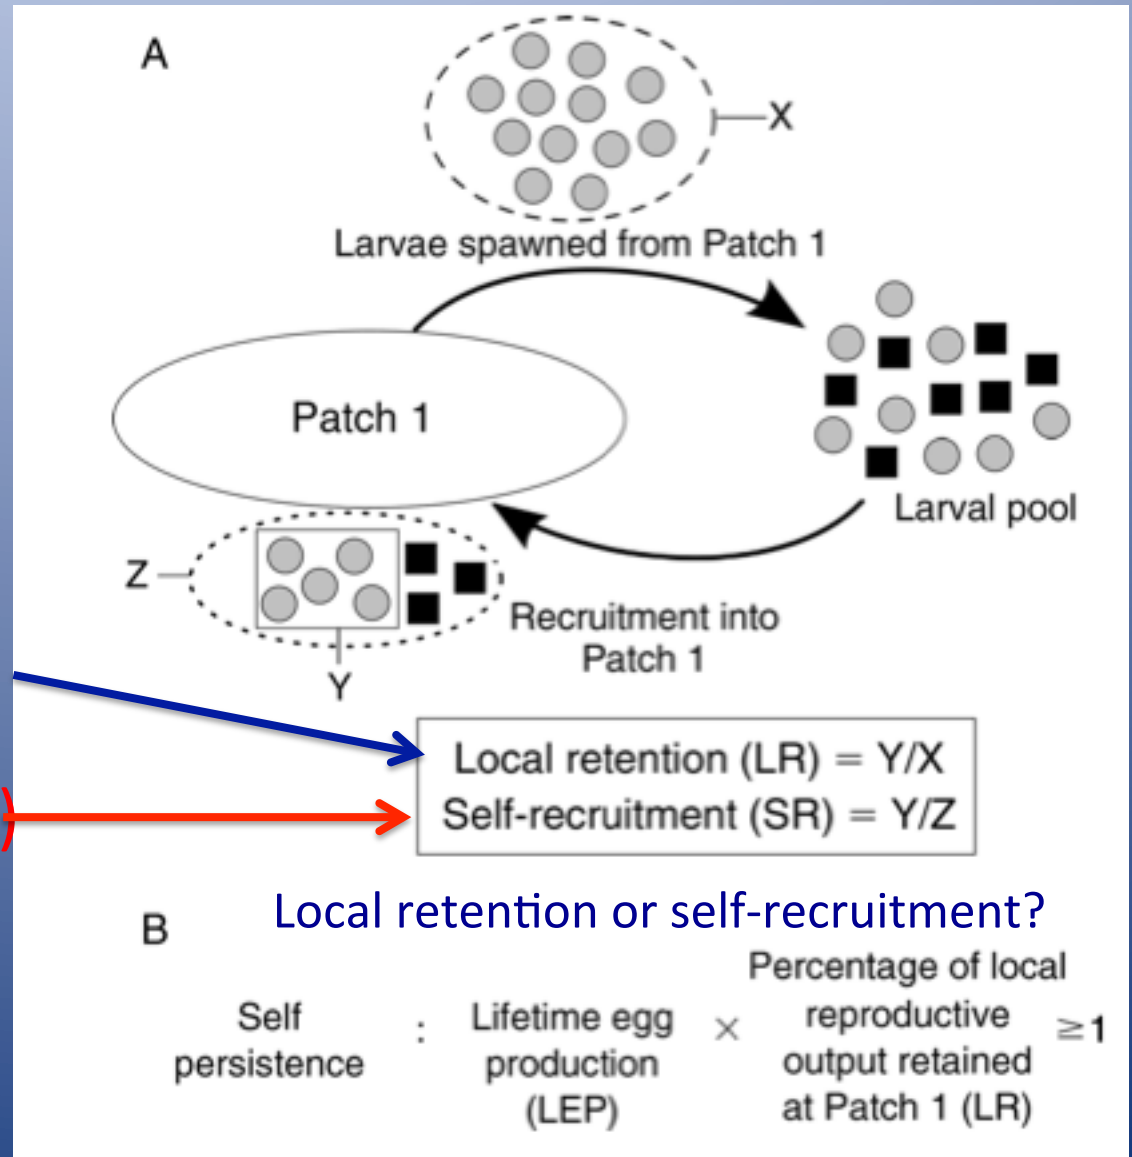 A
X
Larvae spawned from Patch 1
Patch 1
Larval pool
Z
Recruitment into
Patch 1
Y
Local retention (LR) = Y/X
Self-recruitment (SR) = Y/Z
)
Local retention or self-recruitment?
B
Self
persistence
:
Lifetime egg
production
(LEP)
×
Percentage of local
reproductive
output retained
at Patch 1 (LR)
≥1